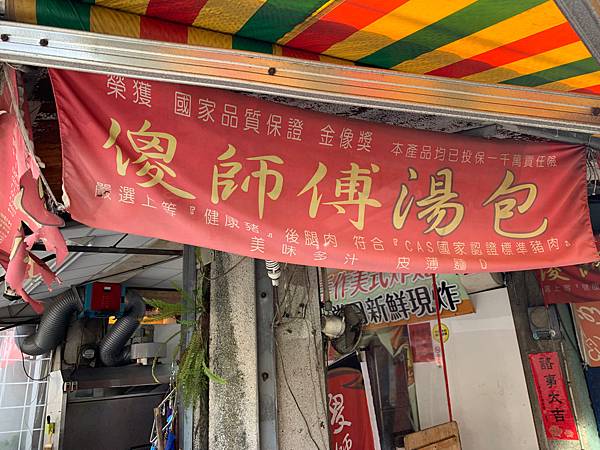 榮獲 國家品質保證 金像獎 本產品均已投保一千萬責任險
傻師傅湯包
嚴選上等『健康豬』後腿肉 符合『CAS國家認證標準豬肉』
美味多汁 皮薄麵Q
新鮮現炸
諸事大吉